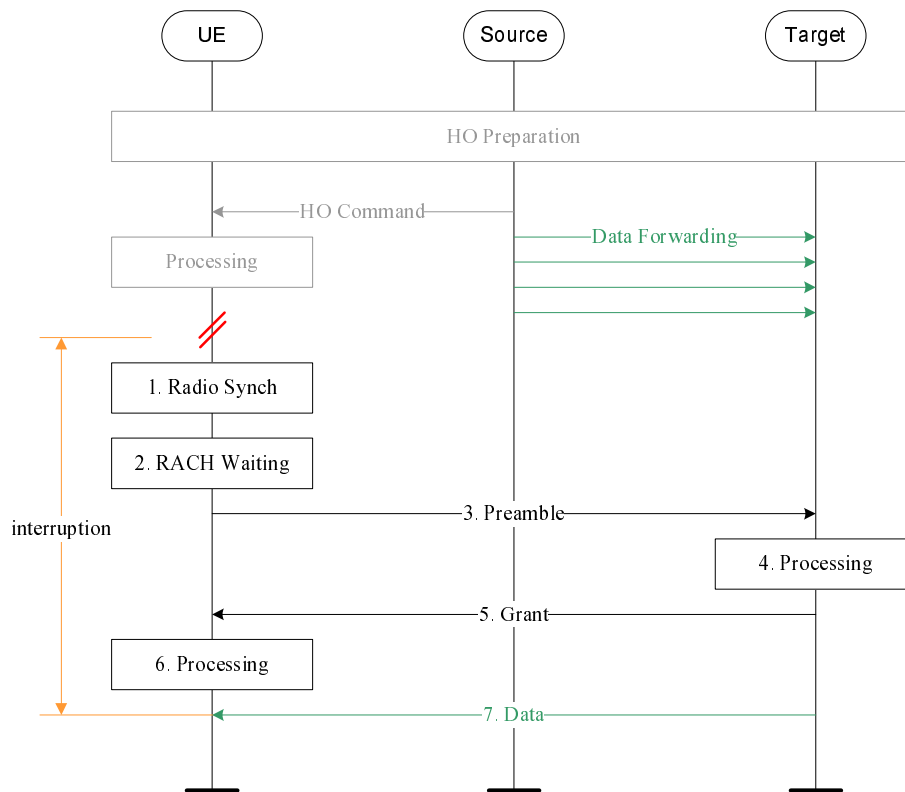 UE
Source
Target
HO Preparation
HO Command
Data Forwarding
Processing
1. Radio Synch
2. RACH Waiting
3. Preamble
interruption
4. Processing
5. Grant
6. Processing
7. Data